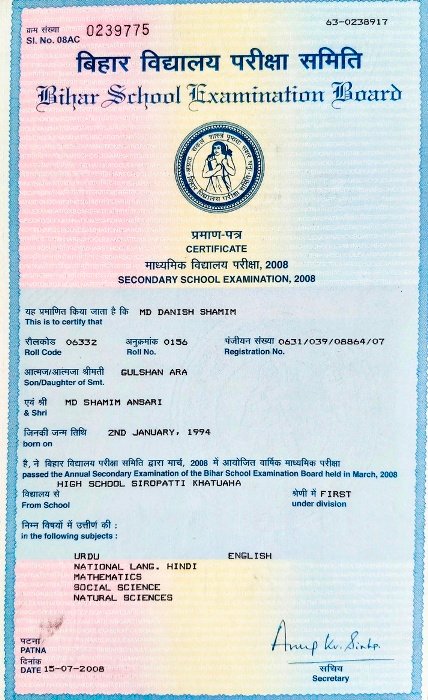 क्रम संख्या 0239775
Sl. No. 08AC
63-0238917
बिहार विद्यालय परीक्षा समिति
Bihar School Examination Board
प्रमाण-पत्र
CERTIFICATE
माध्यमिक विद्यालय परीक्षा, 2008
SECONDARY SCHOOL EXAMINATION, 2008
यह प्रमाणित किया जाता है कि MD DANISH SHAMIM
This is to certify that
रौलकोड 06332 अनुक्रमांक 0156 पंजीयन संख्या 0631/039/08864/07
Roll Code Roll No. Registration No.
आत्मज/आत्मजा श्रीमती GULSHAN ARA
Son/Daughter of Smt.
एवं श्री MD SHAMIM ANSARI
& Shri
जिनकी जन्म तिथि 2ND JANUARY, 1994
born on
है, ने बिहार विद्यालय परीक्षा समिति द्वारा मार्च, 2008 में आयोजित वार्षिक माध्यमिक परीक्षा
passed the Annual Secondary Examination of the Bihar School Examination Board held in March, 2008
HIGH SCHOOL SIROPATTI KHATUAHA
विद्यालय से श्रेणी में FIRST
From School under division
निम्न विषयों में उत्तीर्ण की :
in the following subjects :
URDU ENGLISH
NATIONAL LANG. HINDI
MATHEMATICS
SOCIAL SCIENCE
NATURAL SCIENCES
पटना
PATNA
दिनांक
DATE 15-07-2008
Anup Kr. Sinha
सचिव
Secretary